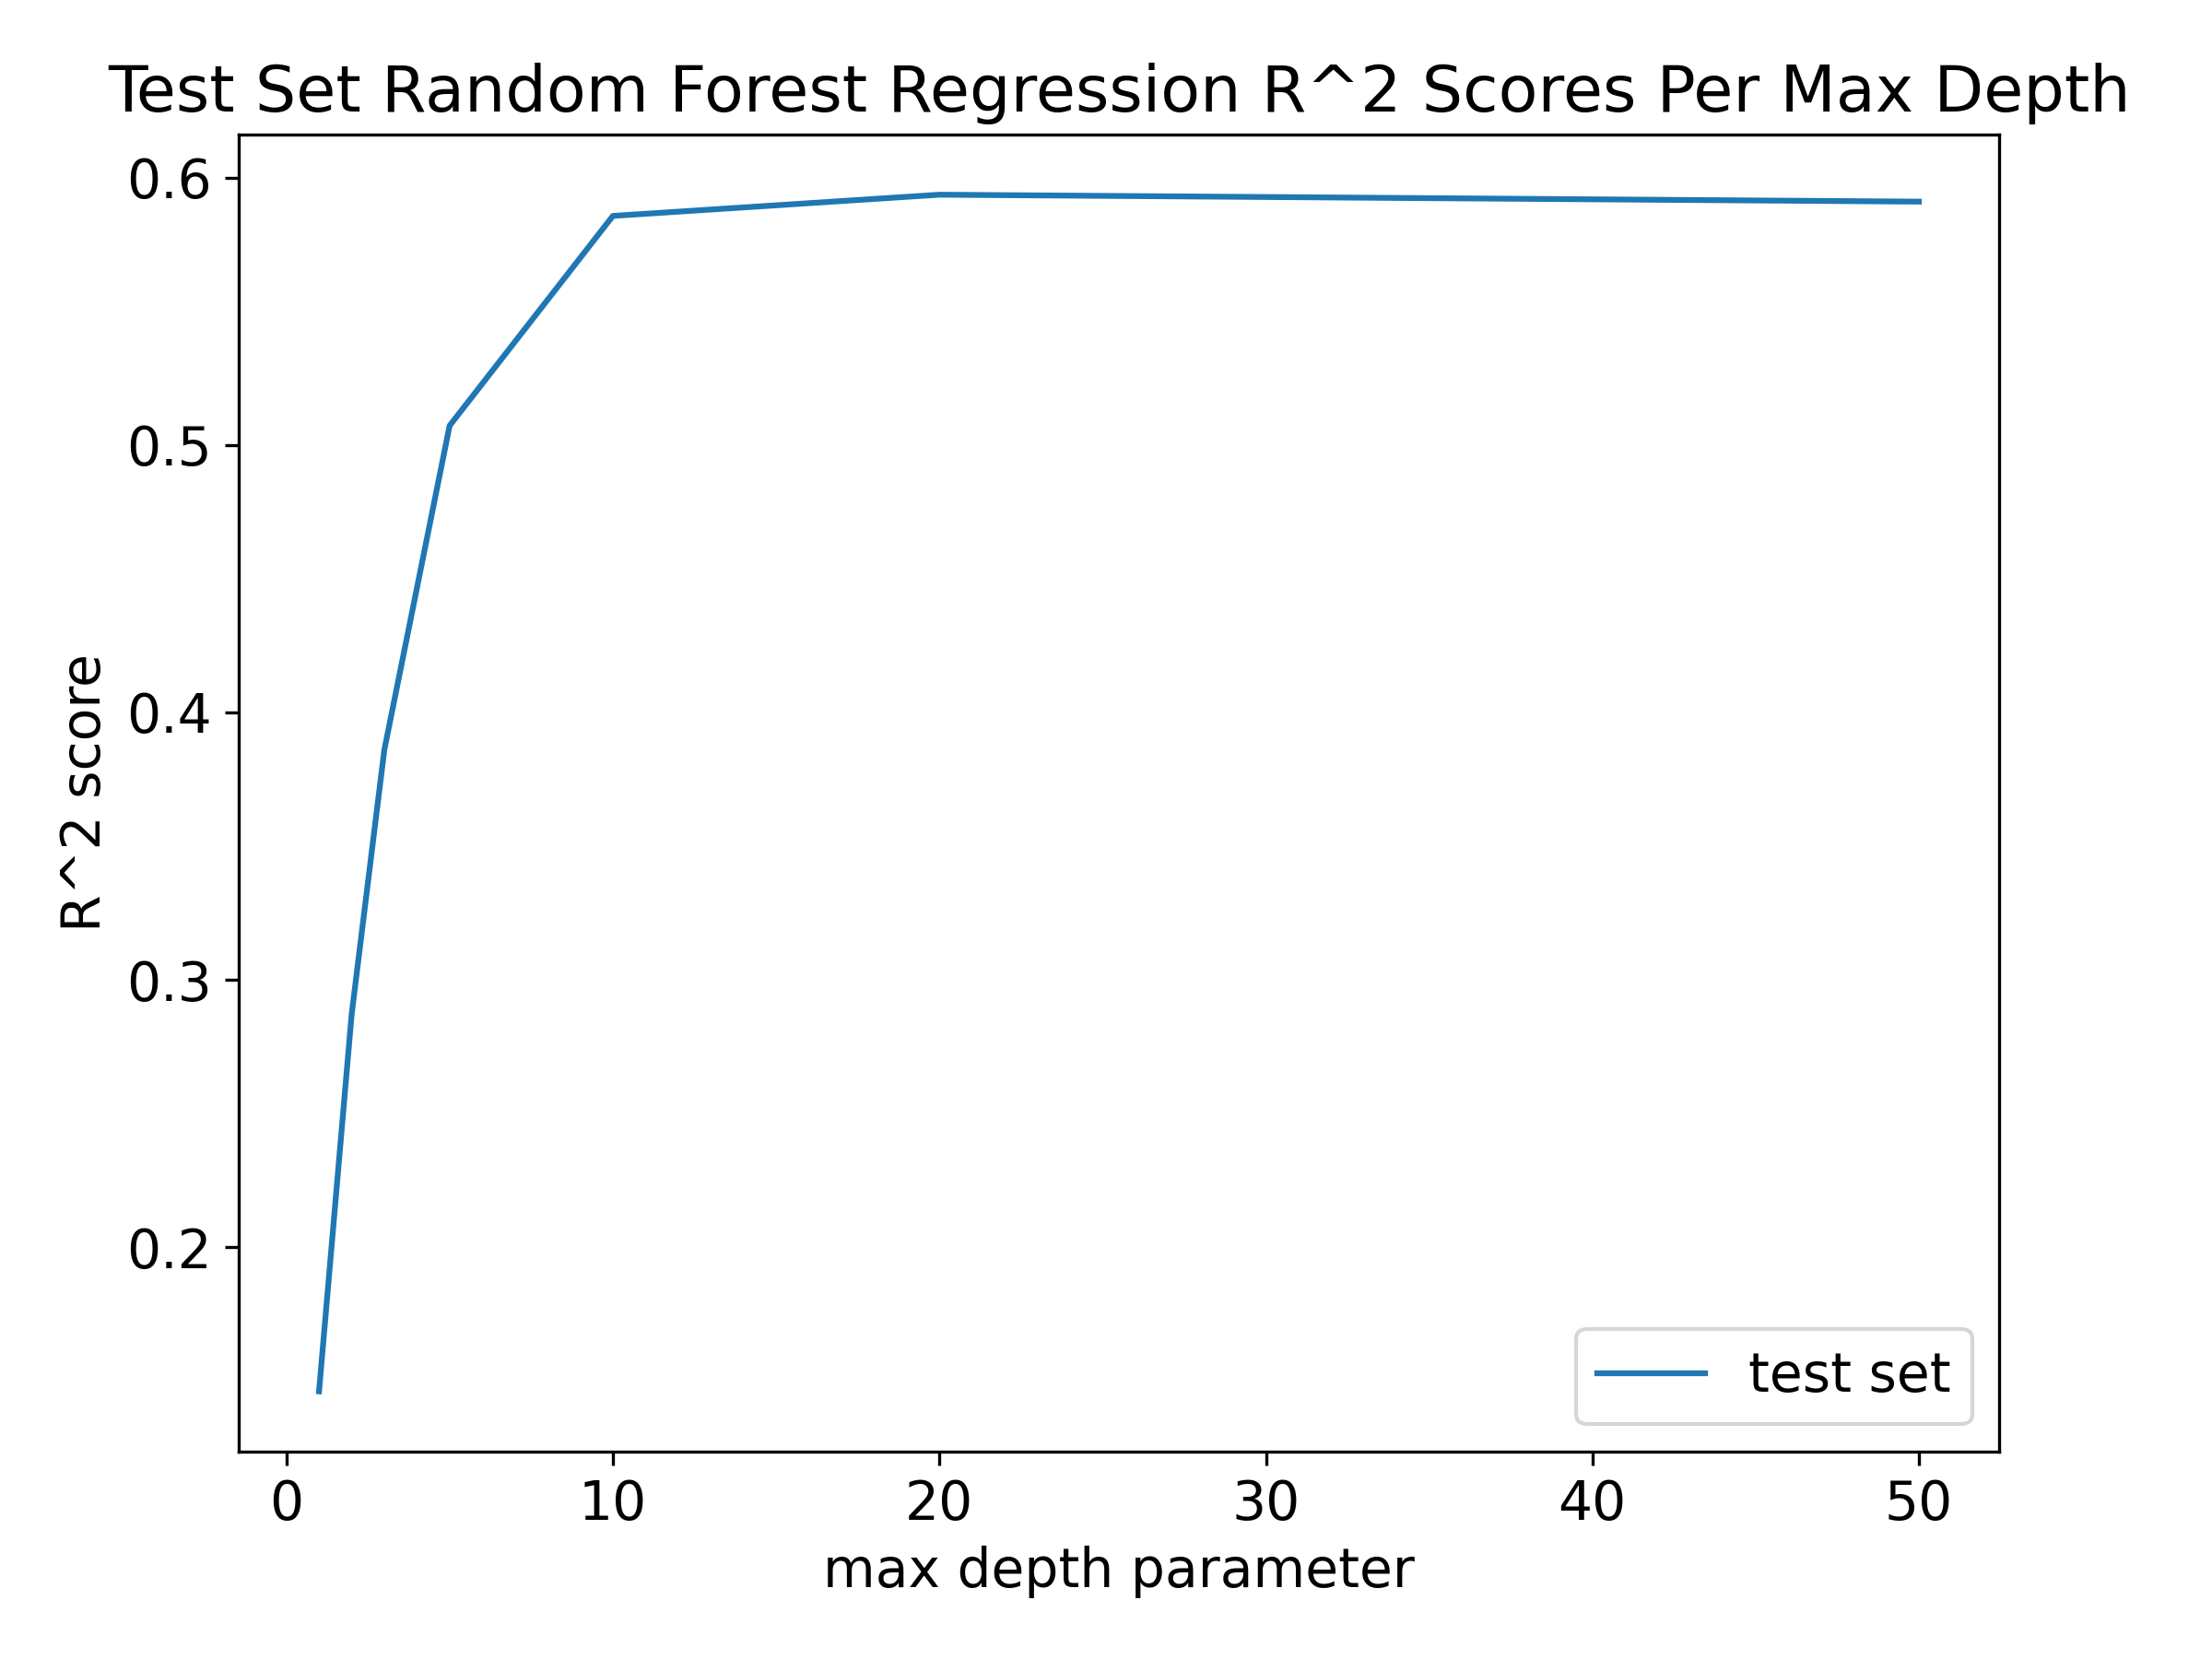 Test Set Random Forest Regression R^2 Scores Per Max Depth
R^2 score
0.6
0.5
0.4
0.3
0.2
test set
0 10 20 30 40 50
max depth parameter